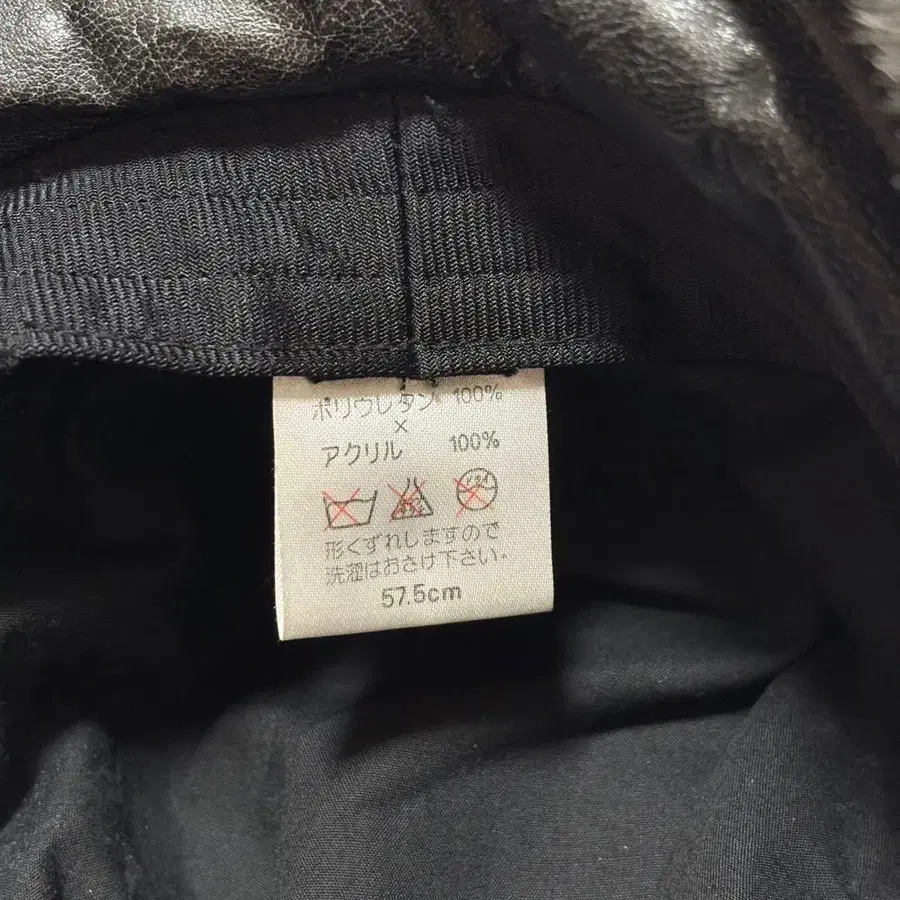 ポリウレタン 100%
×
アクリル 100%
形くずれしますので
洗濯はおさけ下さい。
57.5cm